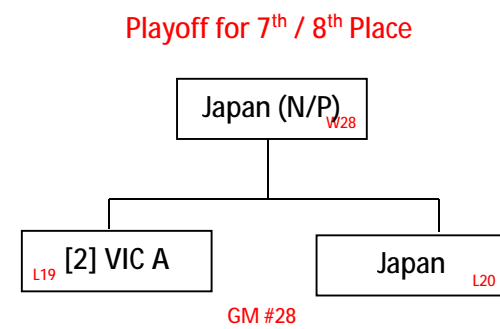 Playoff for 7th / 8th Place
Japan (N/P)
W28
L19 [2] VIC A
Japan L20
GM #28